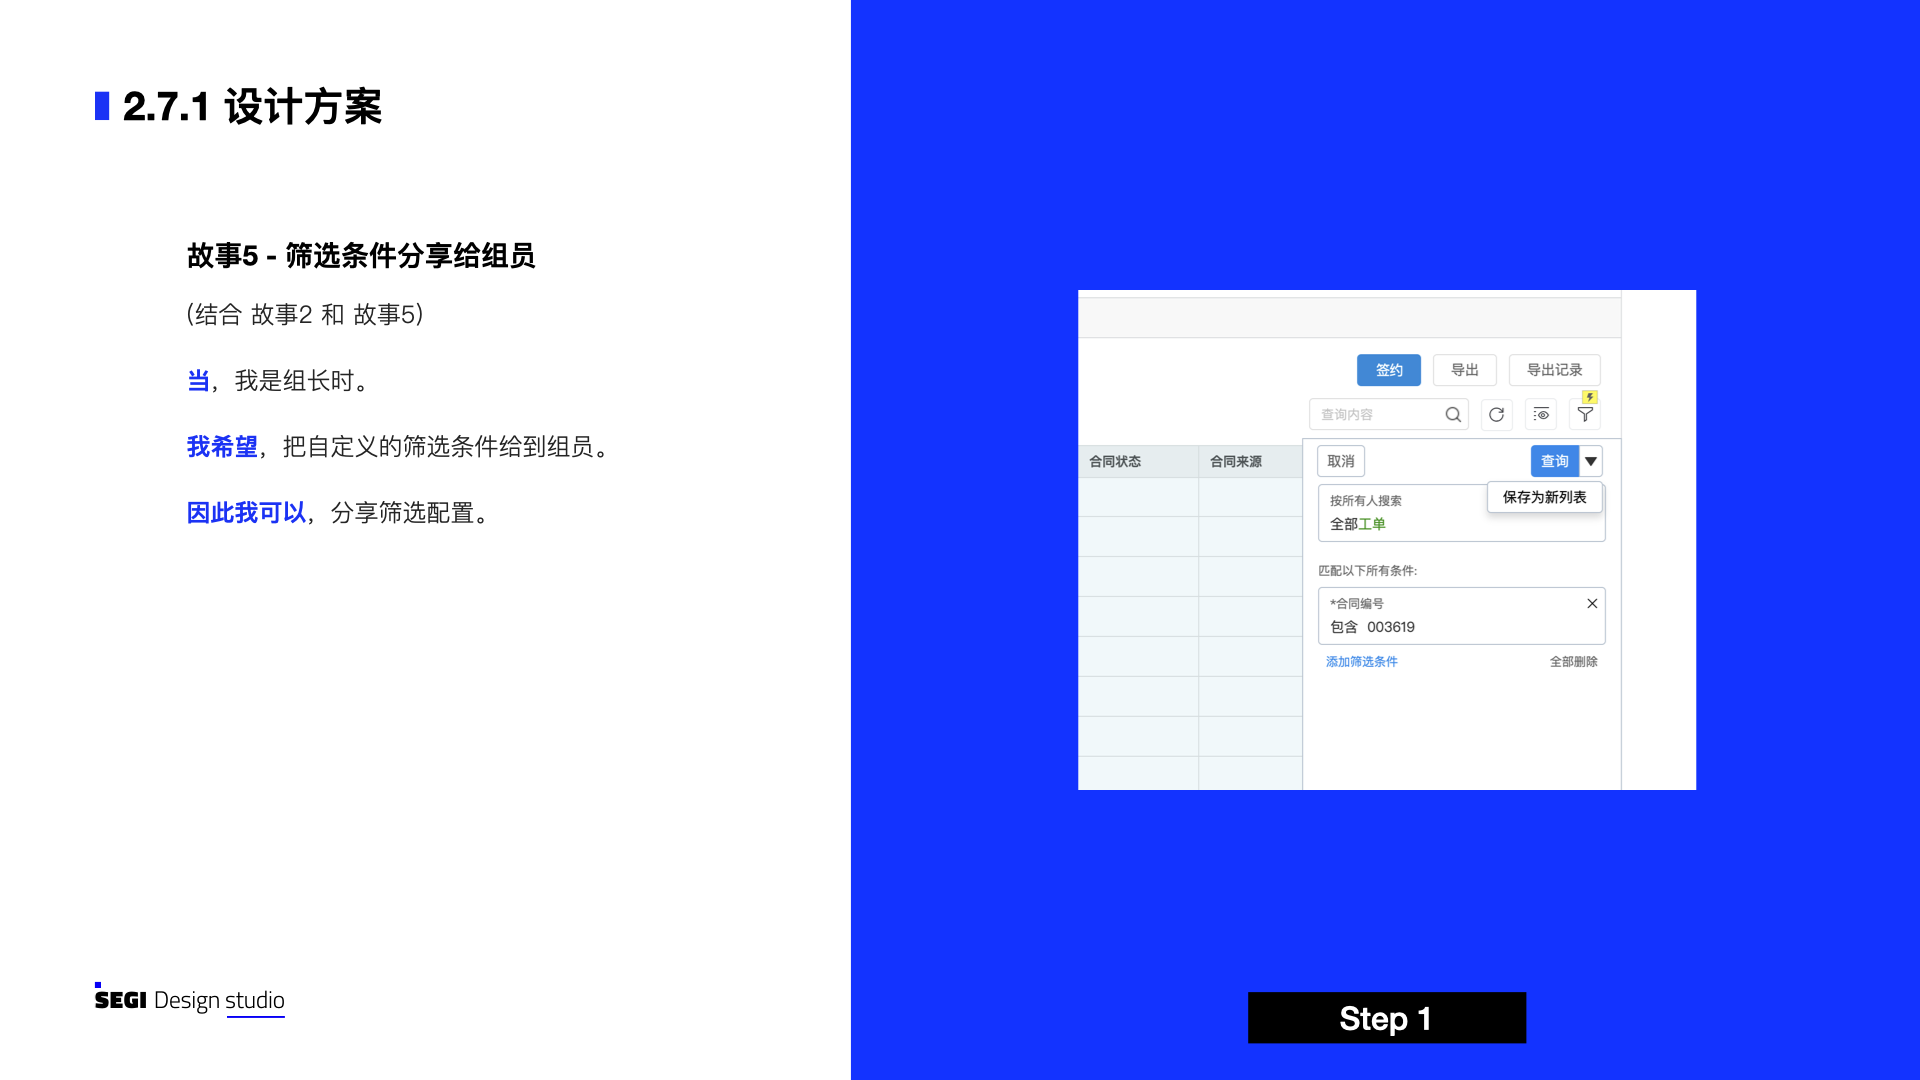 2.7.1 设计方案
故事5 - 筛选条件分享给组员
(结合 故事2 和 故事5)
当，我是组长时。
我希望，把自定义的筛选条件给到组员。
因此我可以，分享筛选配置。
SEGI Design studio
签约 导出 导出记录
查询内容
合同状态 合同来源
取消 查询
保存为新列表
按所有人搜索
全部工单
匹配以下所有条件:
*合同编号
包含 003619
添加筛选条件 全部删除
Step 1